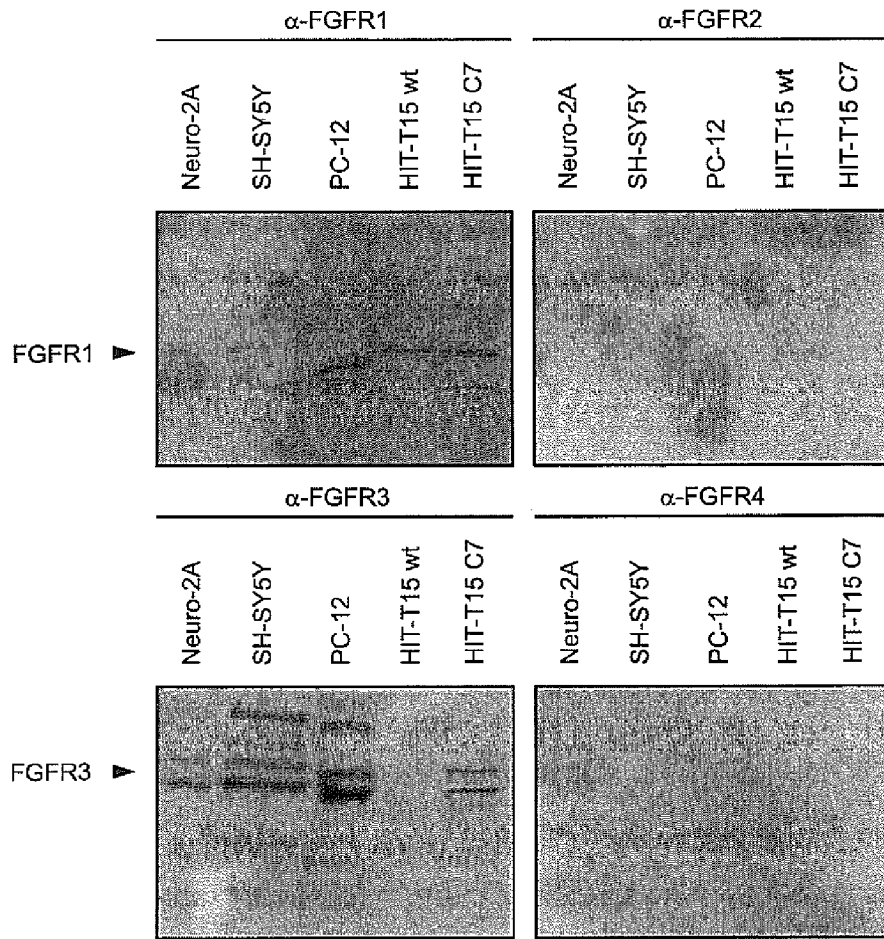 α-FGFR1
α-FGFR2
Neuro-2A
SH-SY5Y
PC-12
HIT-T15 wt
HIT-T15 C7
Neuro-2A
SH-SY5Y
PC-12
HIT-T15 wt
HIT-T15 C7
FGFR1
α-FGFR3
α-FGFR4
Neuro-2A
SH-SY5Y
PC-12
HIT-T15 wt
HIT-T15 C7
Neuro-2A
SH-SY5Y
PC-12
HIT-T15 wt
HIT-T15 C7
FGFR3